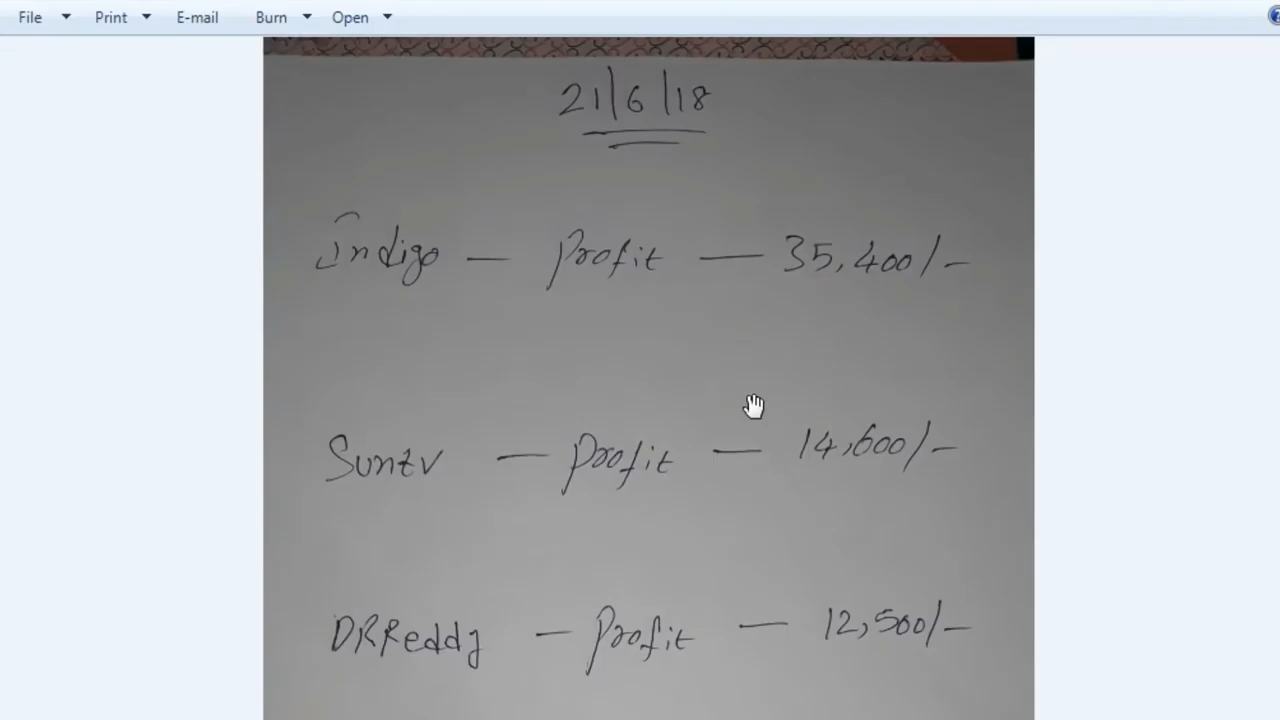 File Print E-mail Burn Open
21/6/18
Indigo — Profit — 35,400/-
Suntv — Profit — 14,600/-
DRReddy — Profit — 12,500/-